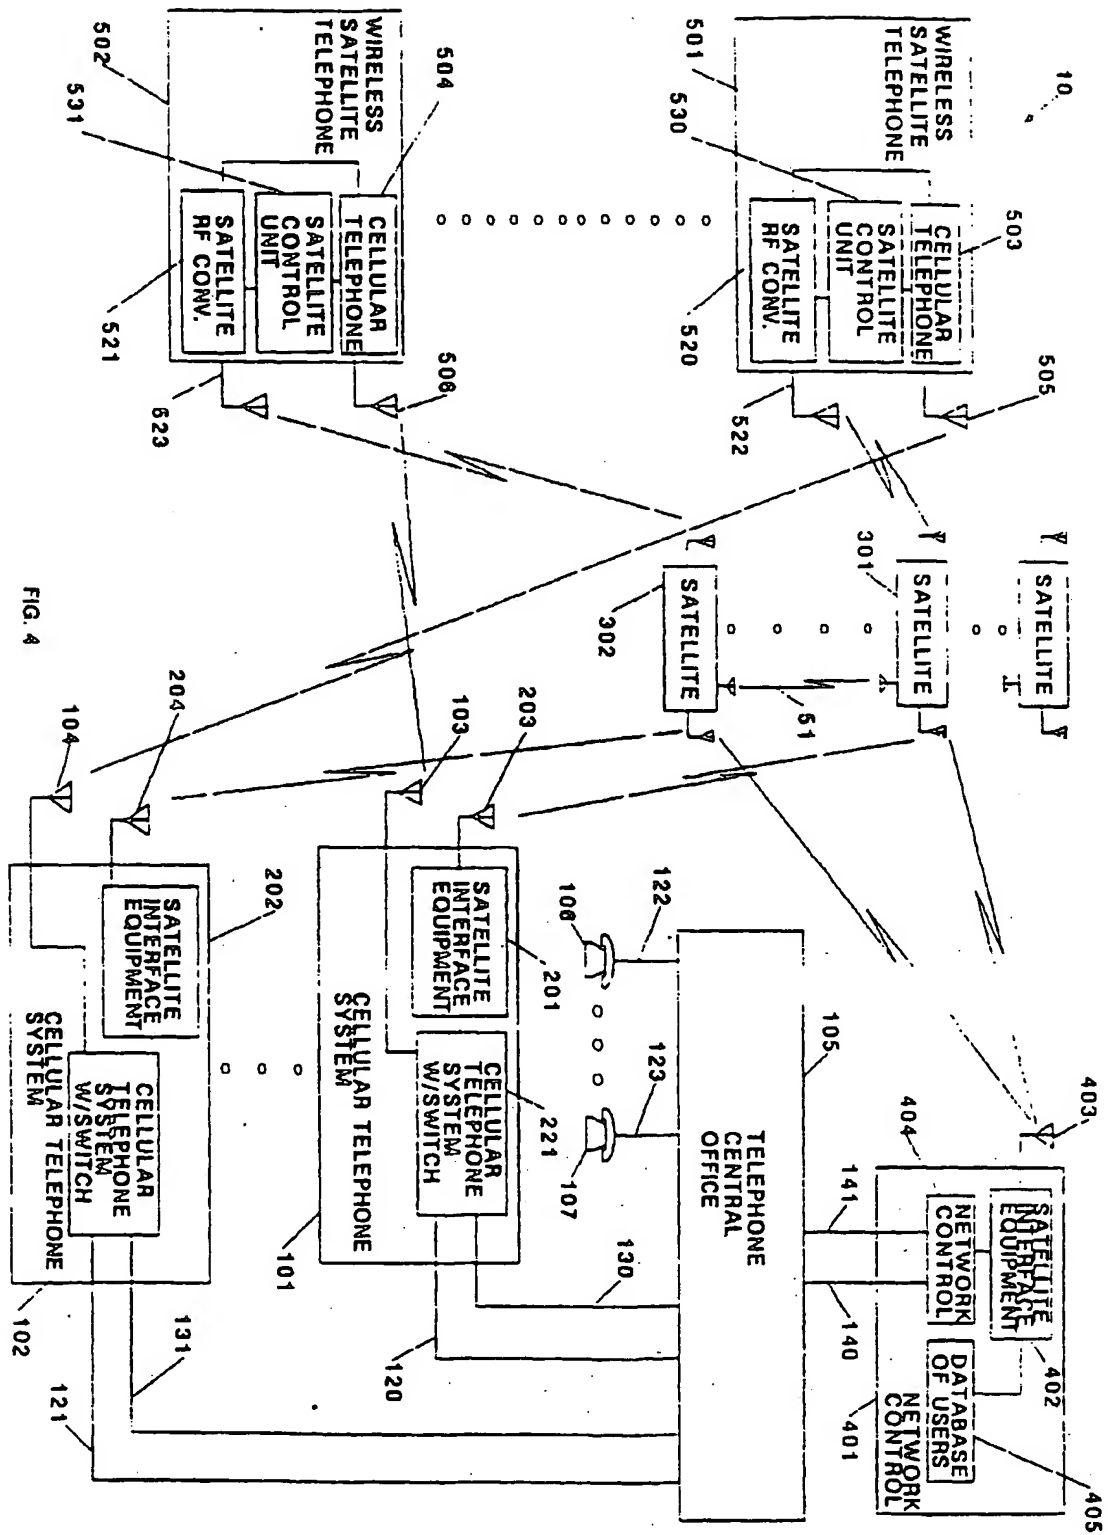 10
501
WIRELESS
SATELLITE
TELEPHONE
530
503
CELLULAR
TELEPHONE
SATELLITE
CONTROL
UNIT
SATELLITE
RF CONV.
520
505
522
502
WIRELESS
SATELLITE
TELEPHONE
531
504
CELLULAR
TELEPHONE
SATELLITE
CONTROL
UNIT
SATELLITE
RF CONV.
521
506
523
SATELLITE
301
SATELLITE
302
SATELLITE
51
403
404
SATELLITE
INTERFACE
EQUIPMENT
402
NETWORK
CONTROL
DATABASE
OF USERS
405
NETWORK
CONTROL
401
141
140
105
TELEPHONE
CENTRAL
OFFICE
122
123
106
107
203
103
SATELLITE
INTERFACE
EQUIPMENT
201
CELLULAR
TELEPHONE
SYSTEM
W/SWITCH
221
CELLULAR TELEPHONE
SYSTEM
101
130
120
204
104
202
SATELLITE
INTERFACE
EQUIPMENT
CELLULAR
TELEPHONE
SYSTEM
W/SWITCH
CELLULAR TELEPHONE
SYSTEM
102
131
121
FIG. 4